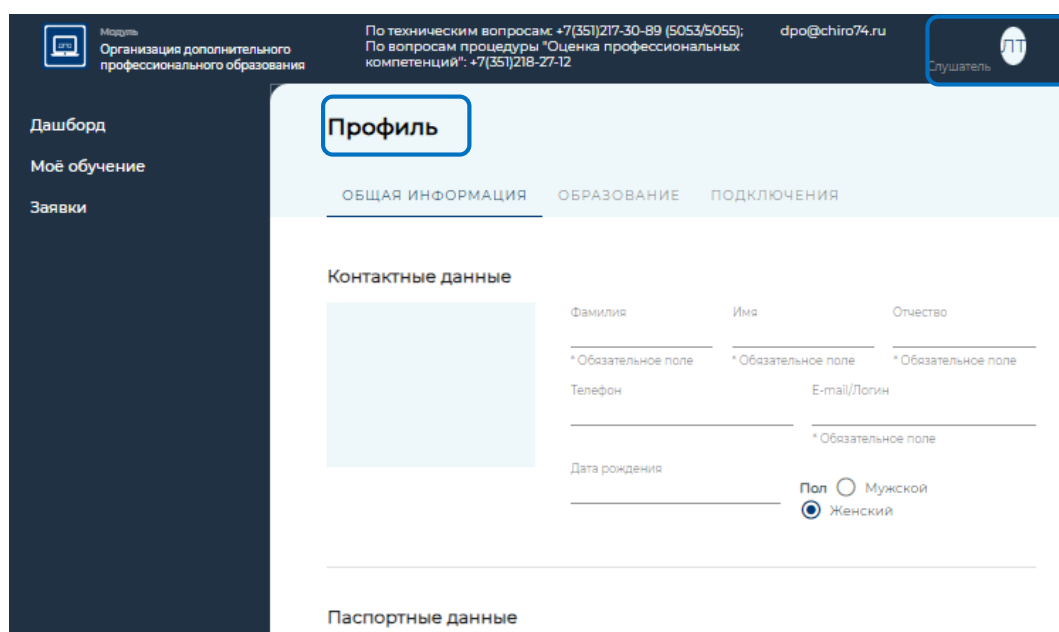 Модуль
Организация дополнительного
профессионального образования
По техническим вопросам: +7(351)217-30-89 (5053/5055);
По вопросам процедуры "Оценка профессиональных
компетенций": +7(351)218-27-12
dpo@chiro74.ru
Слушатель
ЛТ
Дашборд
Моё обучение
Заявки
Профиль
ОБЩАЯ ИНФОРМАЦИЯ ОБРАЗОВАНИЕ ПОДКЛЮЧЕНИЯ
Контактные данные
Фамилия Имя Отчество
* Обязательное поле * Обязательное поле * Обязательное поле
Телефон E-mail/Логин
* Обязательное поле
Дата рождения
Пол Мужской
Женский
Паспортные данные